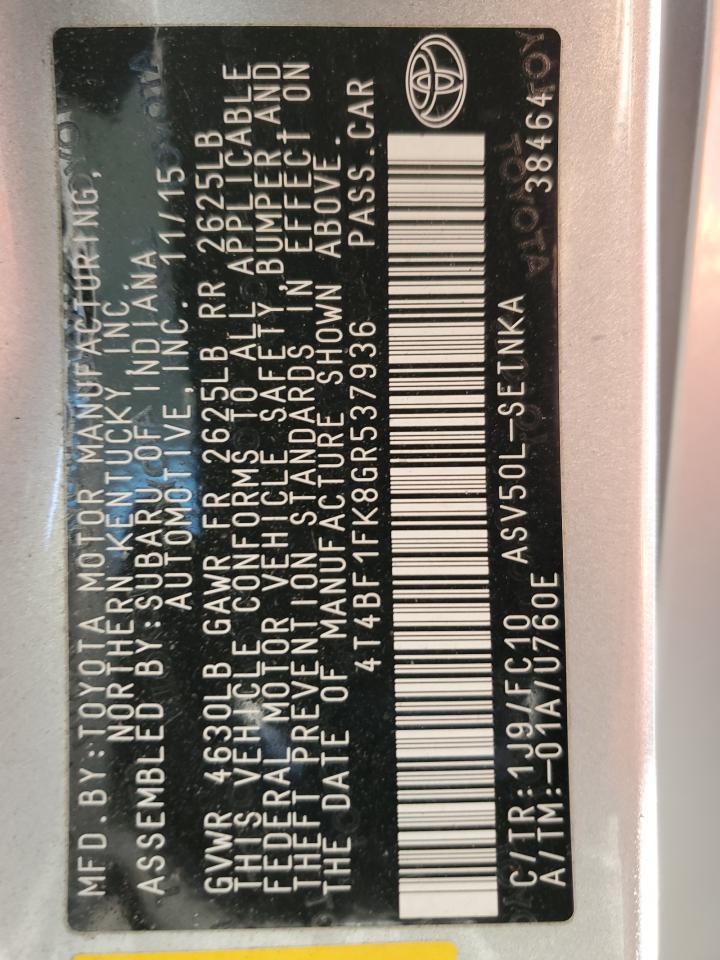 MFD.BY:TOYOTA MOTOR MANUFACTURING,
NORTHERN KENTUCKY,INC.
ASSEMBLED BY:SUBARU OF INDIANA
AUTOMOTIVE,INC. 11/15
GVWR 4630LB GAWR FR 2625LB RR 2625LB
THIS VEHICLE CONFORMS TO ALL APPLICABLE
FEDERAL MOTOR VEHICLE SAFETY,BUMPER,AND
THEFT PREVENTION STANDARDS IN EFFECT ON
THE DATE OF MANUFACTURE SHOWN ABOVE.
4T4BF1FK8GR537936 PASS.CAR
C/TR:1J9/FC10 ASV50L-SETNKA 38464
A/TM:-01A/U760E
TOYOTA